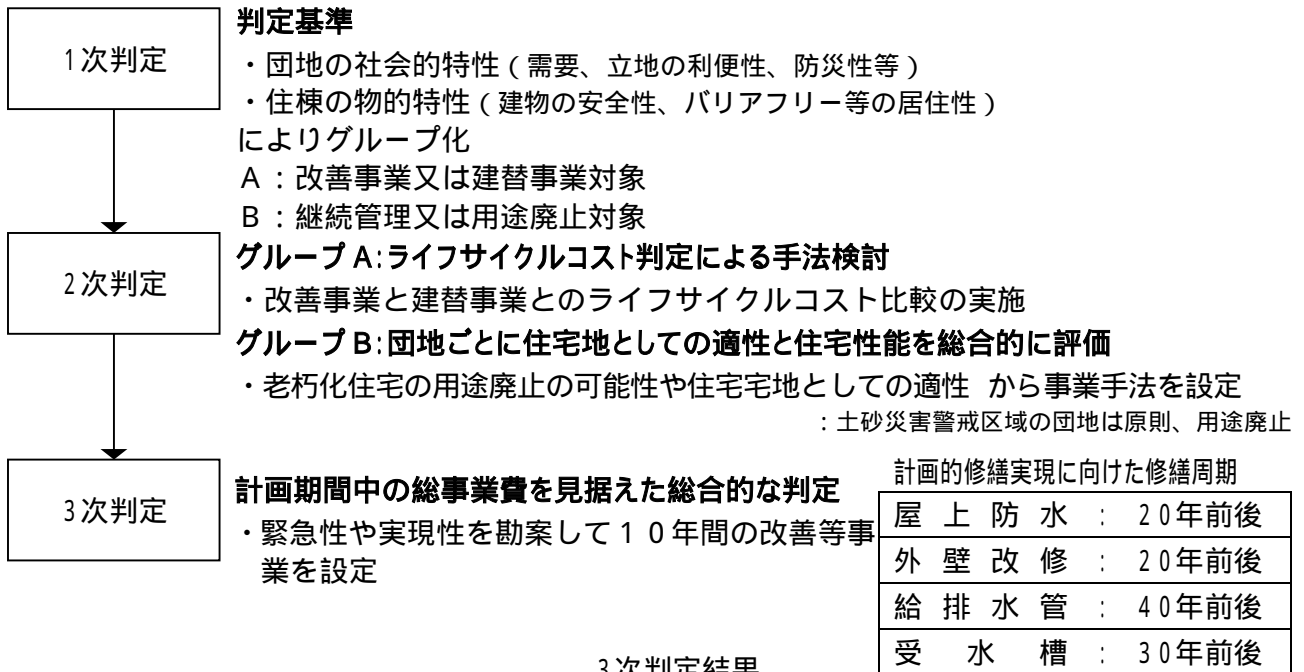 1次判定
判定基準
・団地の社会的特性(需要、立地の利便性、防災性等)
・住棟の物的特性(建物の安全性、バリアフリー等の居住性)
によりグループ化
A:改善事業又は建替事業対象
B:継続管理又は用途廃止対象
2次判定
グループA:ライフサイクルコスト判定による手法検討
・改善事業と建替事業とのライフサイクルコスト比較の実施
グループB:団地ごとに住宅地としての適性と住宅性能を総合的に評価
・老朽化住宅の用途廃止の可能性や住宅宅地としての適性 から事業手法を設定
:土砂災害警戒区域の団地は原則、用途廃止
3次判定
計画期間中の総事業費を見据えた総合的な判定
・緊急性や実現性を勘案して10年間の改善等事
業を設定
計画的修繕実現に向けた修繕周期
屋上防水 : 20年前後
外壁改修 : 20年前後
給排水管 : 40年前後
受水槽 : 30年前後
3次判定結果